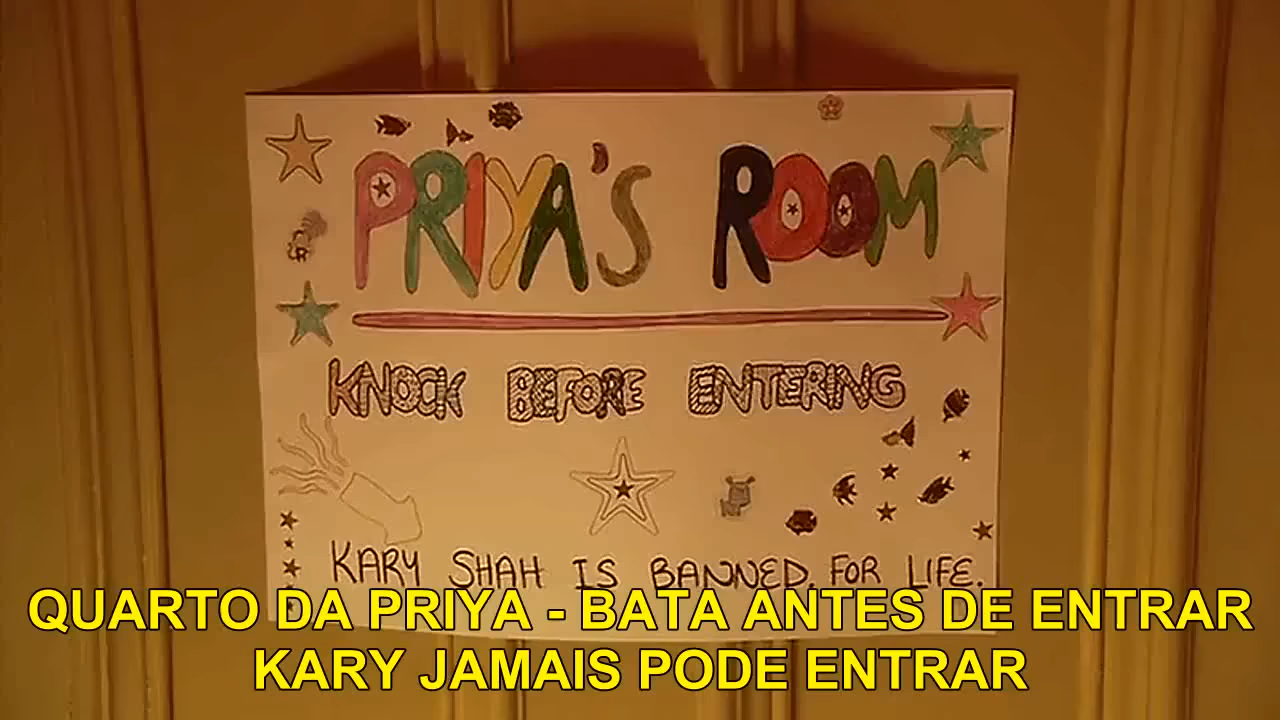 PRIYA'S ROOM
KNOCK BEFORE ENTERING
KARY SHAH IS BANNED FOR LIFE.
QUARTO DA PRIYA - BATA ANTES DE ENTRAR
KARY JAMAIS PODE ENTRAR